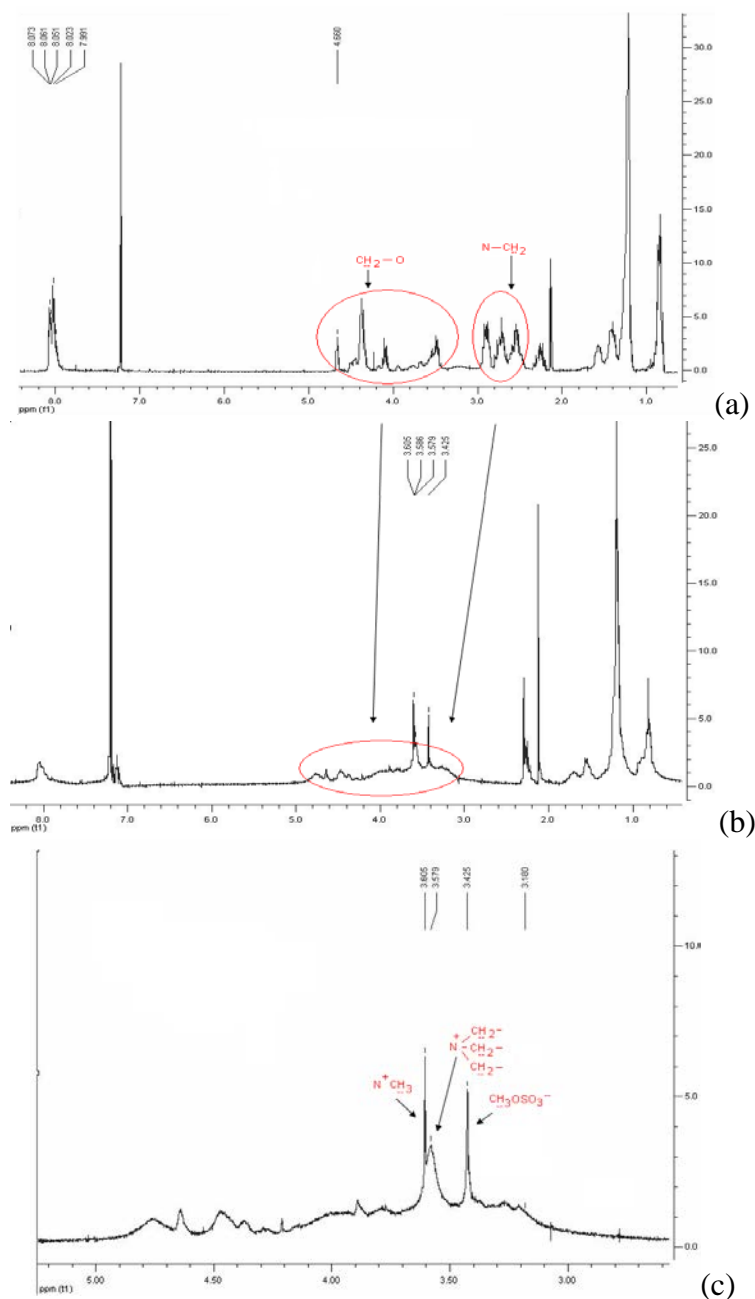 8.073
8.061
8.051
8.023
7.991
4.660
30.0
25.0
20.0
CH2—O
N—CH2
15.0
10.0
5.0
0.0
8.0 7.0 6.0 5.0 4.0 3.0 2.0 1.0
ppm (t1)
(a)
3.605
3.586
3.579
3.425
25.0
20.0
15.0
10.0
5.0
0.0
8.0 7.0 6.0 5.0 4.0 3.0 2.0 1.0
ppm (t1)
(b)
3.605
3.579
3.425
3.180
10.0
CH2-
N+ CH2-
CH2-
N+CH3
CH3OSO3-
5.0
0.0
5.00 4.50 4.00 3.50 3.00
ppm (t1)
(c)